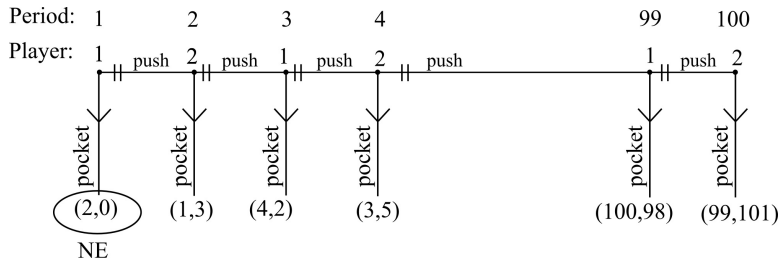 Period: 1 2 3 4 99 100
Player: 1 2 1 2 1 2
push push push push push
pocket pocket pocket pocket pocket pocket
(2,0) (1,3) (4,2) (3,5) (100,98) (99,101)
NE